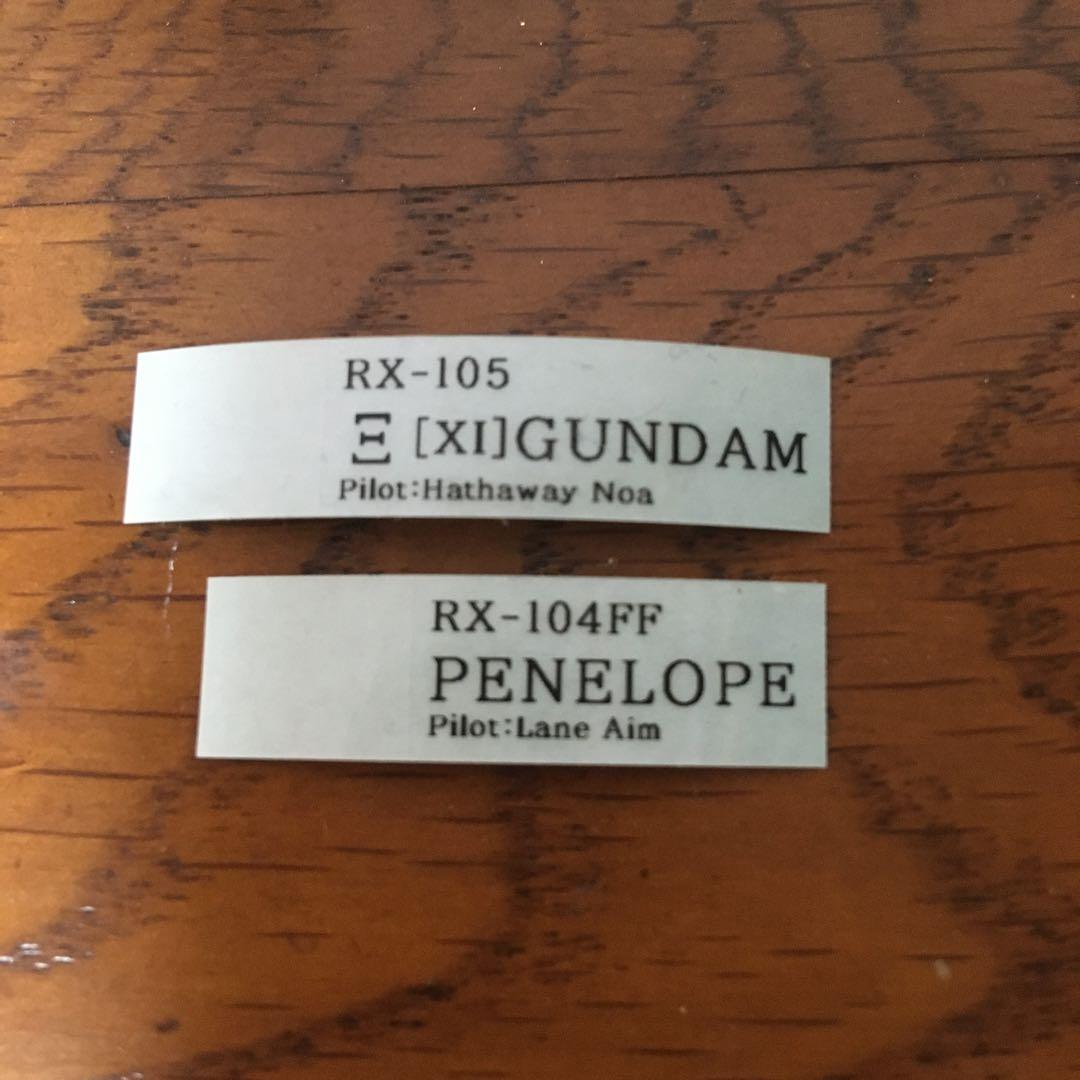 RX-105
Ξ [XI]GUNDAM
Pilot:Hathaway Noa
RX-104FF
PENELOPE
Pilot:Lane Aim